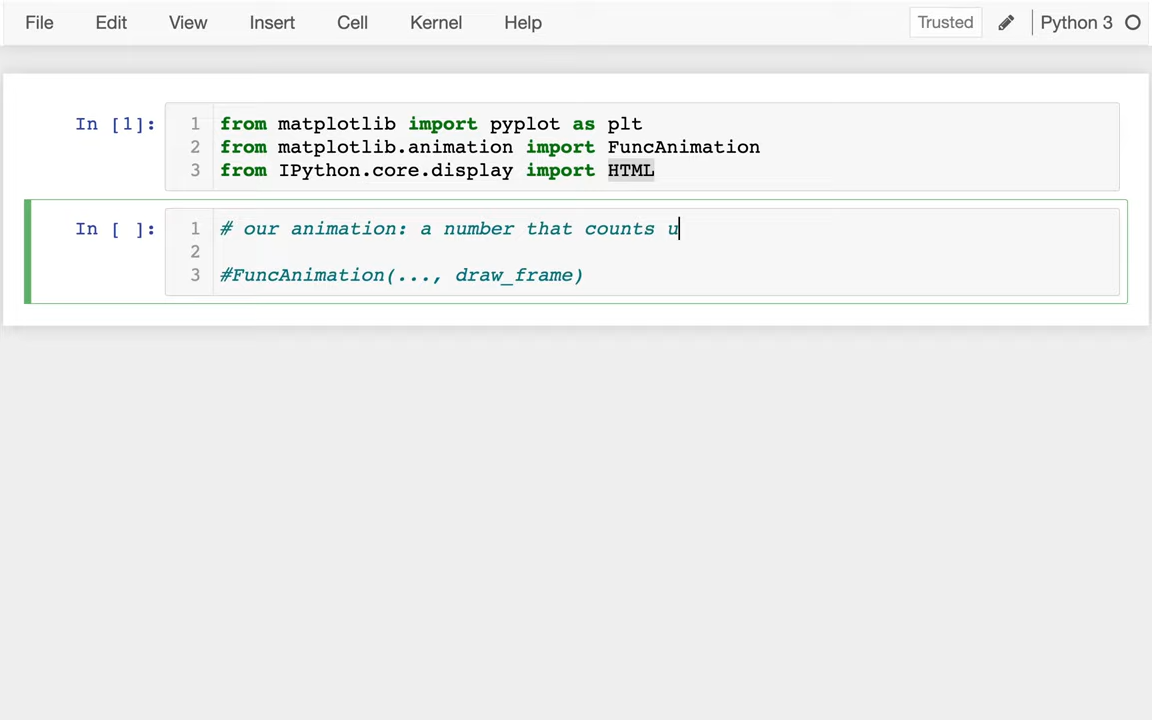 File Edit View Insert Cell Kernel Help Trusted Python 3
In [1]:
1 from matplotlib import pyplot as plt
2 from matplotlib.animation import FuncAnimation
3 from IPython.core.display import HTML
In [ ]:
1 # our animation: a number that counts u
2
3 #FuncAnimation(..., draw_frame)